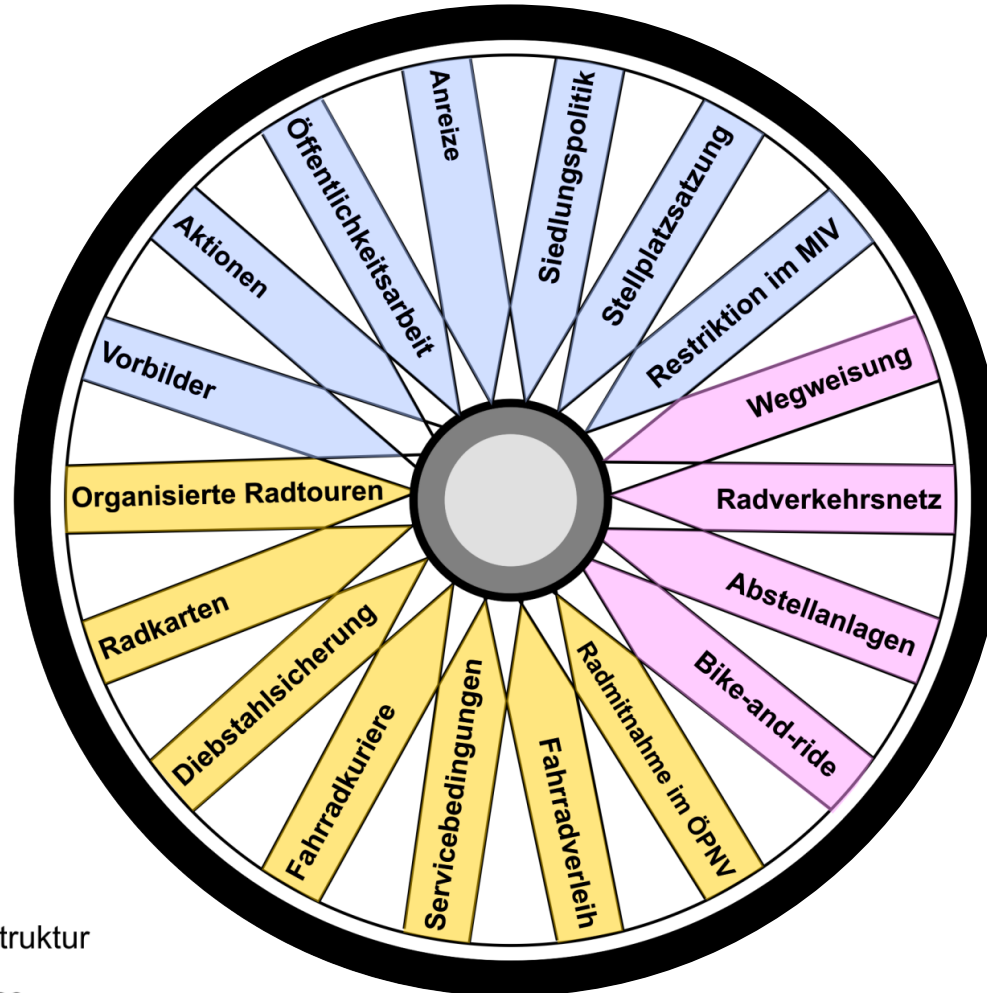 Anreize
Siedlungspolitik
Stellplatzsatzung
Restriktion im MIV
Wegweisung
Radverkehrsnetz
Abstellanlagen
Bike-and-ride
Radmitnahme im ÖPNV
Fahrradverleih
Servicebedingungen
Fahrradkuriere
Diebstahlsicherung
Radkarten
Organisierte Radtouren
Vorbilder
Aktionen
Öffentlichkeitsarbeit
truktur